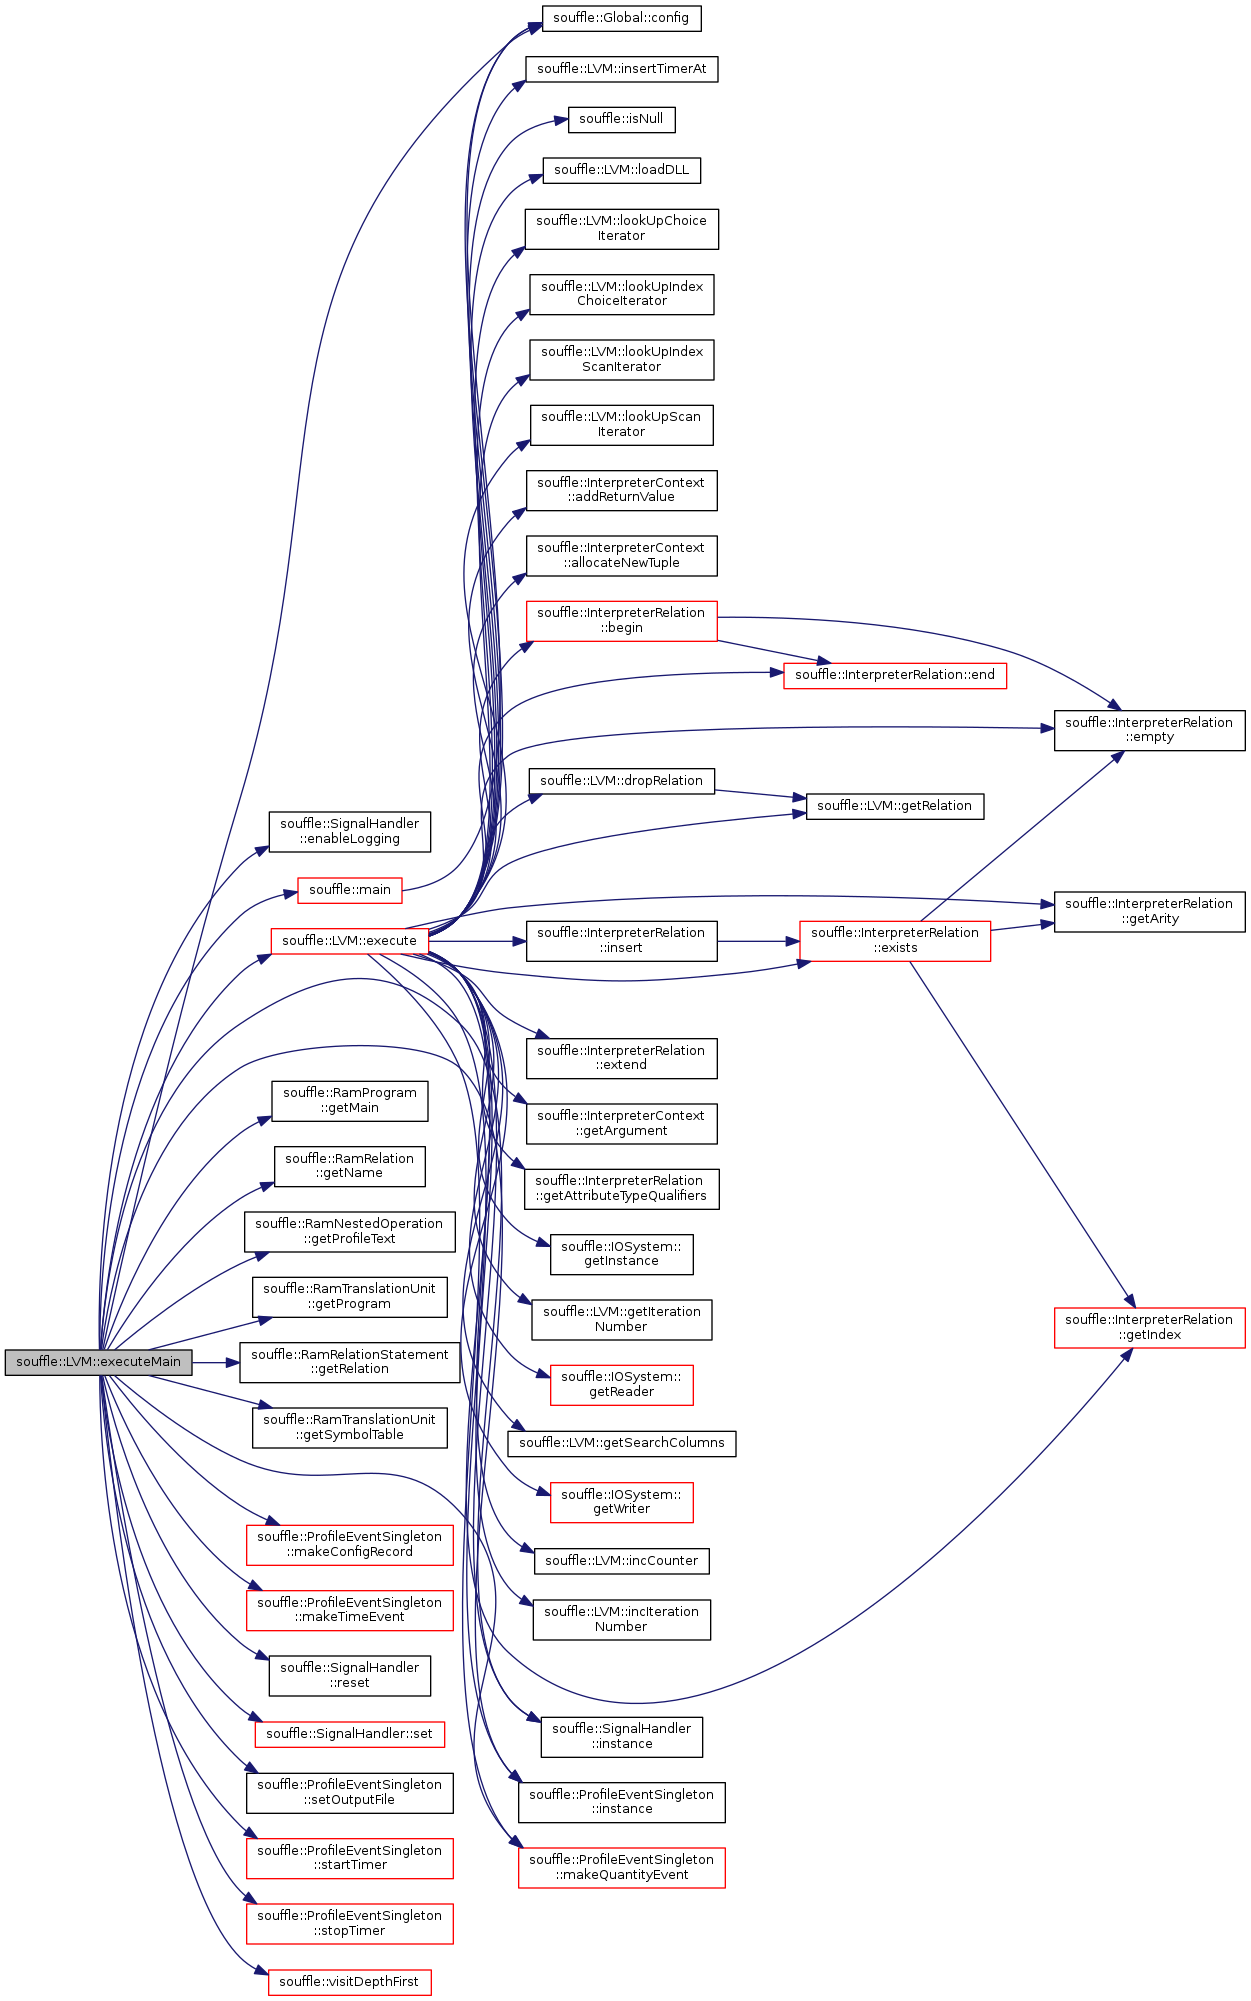 souffle::Global::config
souffle::LVM::insertTimerAt
souffle::isNull
souffle::LVM::loadDLL
souffle::LVM::lookUpChoice
Iterator
souffle::LVM::lookUpIndex
ChoiceIterator
souffle::LVM::lookUpIndex
ScanIterator
souffle::LVM::lookUpScan
Iterator
souffle::InterpreterContext
::addReturnValue
souffle::InterpreterContext
::allocateNewTuple
souffle::InterpreterRelation
::begin
souffle::InterpreterRelation::end
souffle::InterpreterRelation
::empty
souffle::LVM::dropRelation
souffle::LVM::getRelation
souffle::SignalHandler
::enableLogging
souffle::main
souffle::LVM::execute
souffle::InterpreterRelation
::insert
souffle::InterpreterRelation
::exists
souffle::InterpreterRelation
::getArity
souffle::InterpreterRelation
::extend
souffle::RamProgram
::getMain
souffle::InterpreterContext
::getArgument
souffle::RamRelation
::getName
souffle::InterpreterRelation
::getAttributeTypeQualifiers
souffle::RamNestedOperation
::getProfileText
souffle::IOSystem::
getInstance
souffle::RamTranslationUnit
::getProgram
souffle::LVM::getIteration
Number
souffle::InterpreterRelation
::getIndex
souffle::LVM::executeMain
souffle::RamRelationStatement
::getRelation
souffle::IOSystem::
getReader
souffle::RamTranslationUnit
::getSymbolTable
souffle::LVM::getSearchColumns
souffle::IOSystem::
getWriter
souffle::ProfileEventSingleton
::makeConfigRecord
souffle::LVM::incCounter
souffle::ProfileEventSingleton
::makeTimeEvent
souffle::LVM::incIteration
Number
souffle::SignalHandler
::reset
souffle::SignalHandler::set
souffle::SignalHandler
::instance
souffle::ProfileEventSingleton
::setOutputFile
souffle::ProfileEventSingleton
::instance
souffle::ProfileEventSingleton
::startTimer
souffle::ProfileEventSingleton
::makeQuantityEvent
souffle::ProfileEventSingleton
::stopTimer
souffle::visitDepthFirst